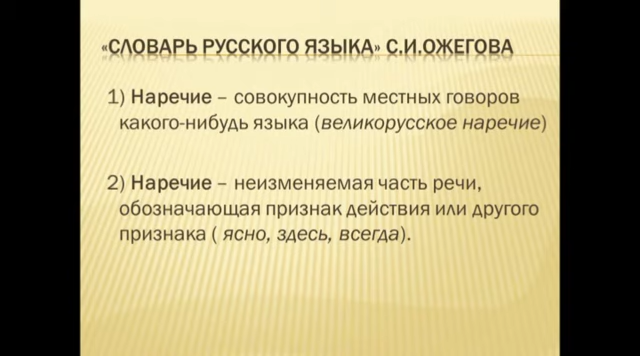 «СЛОВАРЬ РУССКОГО ЯЗЫКА» С.И.ОЖЕГОВА
1) Наречие – совокупность местных говоров
какого-нибудь языка (великорусское наречие)
2) Наречие – неизменяемая часть речи,
обозначающая признак действия или другого
признака ( ясно, здесь, всегда).